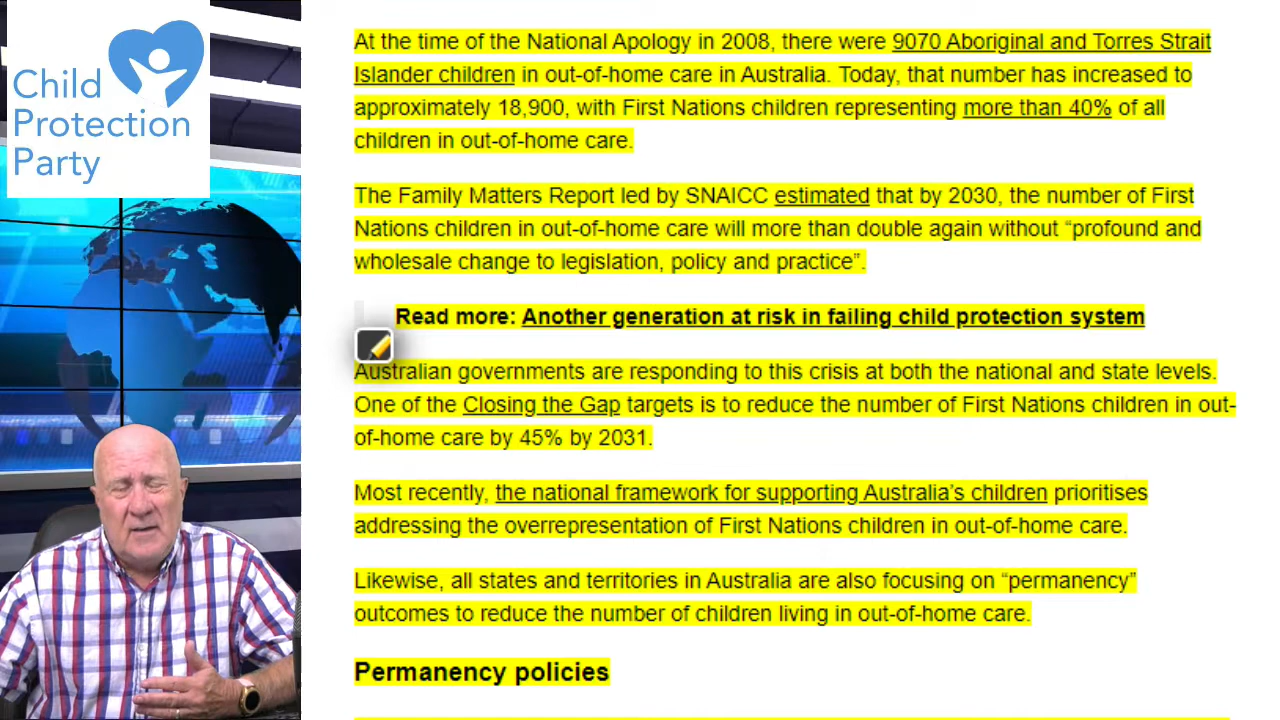 Child
Protection
Party
At the time of the National Apology in 2008, there were 9070 Aboriginal and Torres Strait
Islander children in out-of-home care in Australia. Today, that number has increased to
approximately 18,900, with First Nations children representing more than 40% of all
children in out-of-home care.
The Family Matters Report led by SNAICC estimated that by 2030, the number of First
Nations children in out-of-home care will more than double again without “profound and
wholesale change to legislation, policy and practice”.
Read more: Another generation at risk in failing child protection system
Australian governments are responding to this crisis at both the national and state levels.
One of the Closing the Gap targets is to reduce the number of First Nations children in out-
of-home care by 45% by 2031.
Most recently, the national framework for supporting Australia’s children prioritises
addressing the overrepresentation of First Nations children in out-of-home care.
Likewise, all states and territories in Australia are also focusing on “permanency”
outcomes to reduce the number of children living in out-of-home care.
Permanency policies